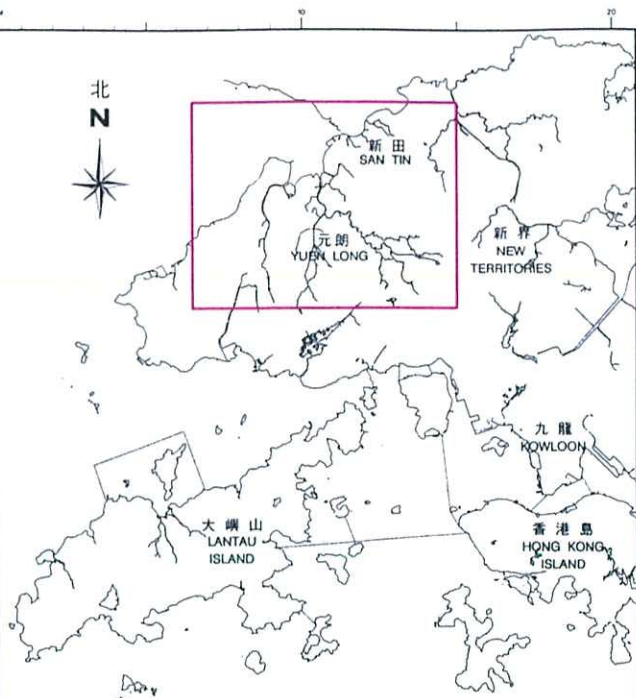 10
20
北
N
新田
SAN TIN
元朗
YUEN LONG
新界
NEW
TERRITORIES
九龍
KOWLOON
大嶼山
LANTAU
ISLAND
香港島
HONG KONG
ISLAND